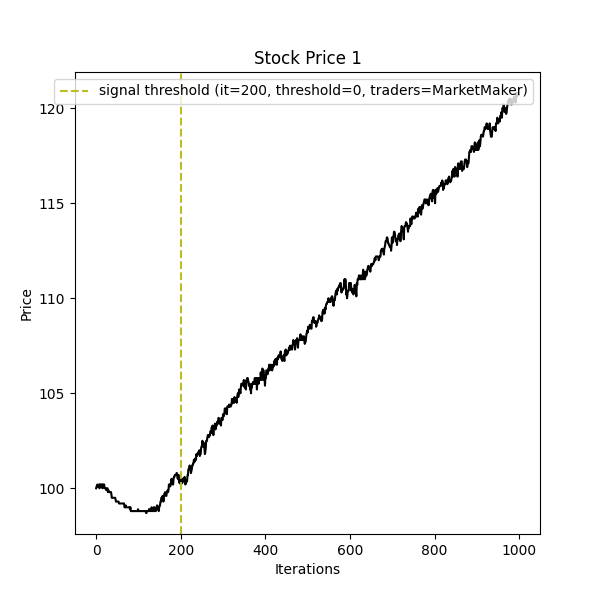 Stock Price 1
signal threshold (it=200, threshold=0, traders=MarketMaker)
120
115
110
105
100
Price
0 200 400 600 800 1000
Iterations